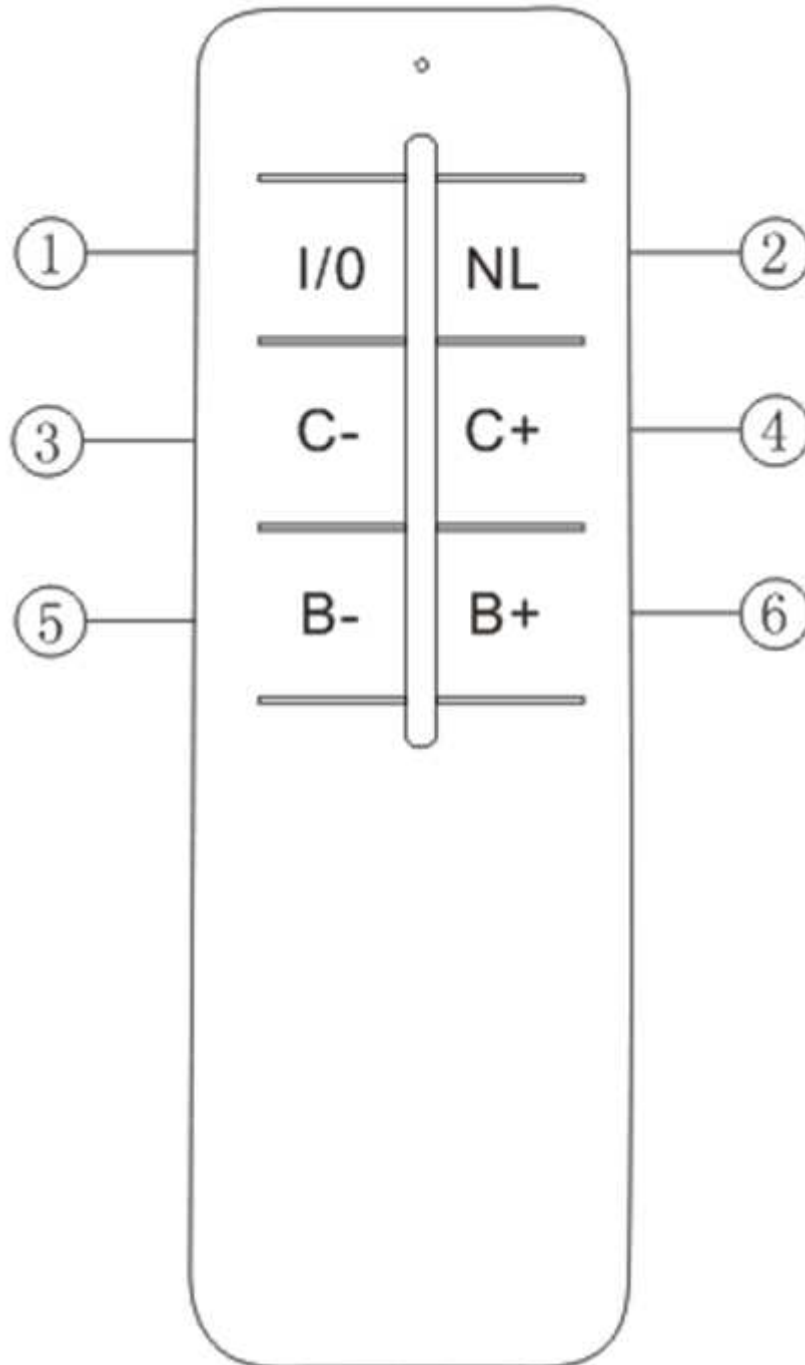 ① I/0 NL ②
③ C- C+ ④
⑤ B- B+ ⑥